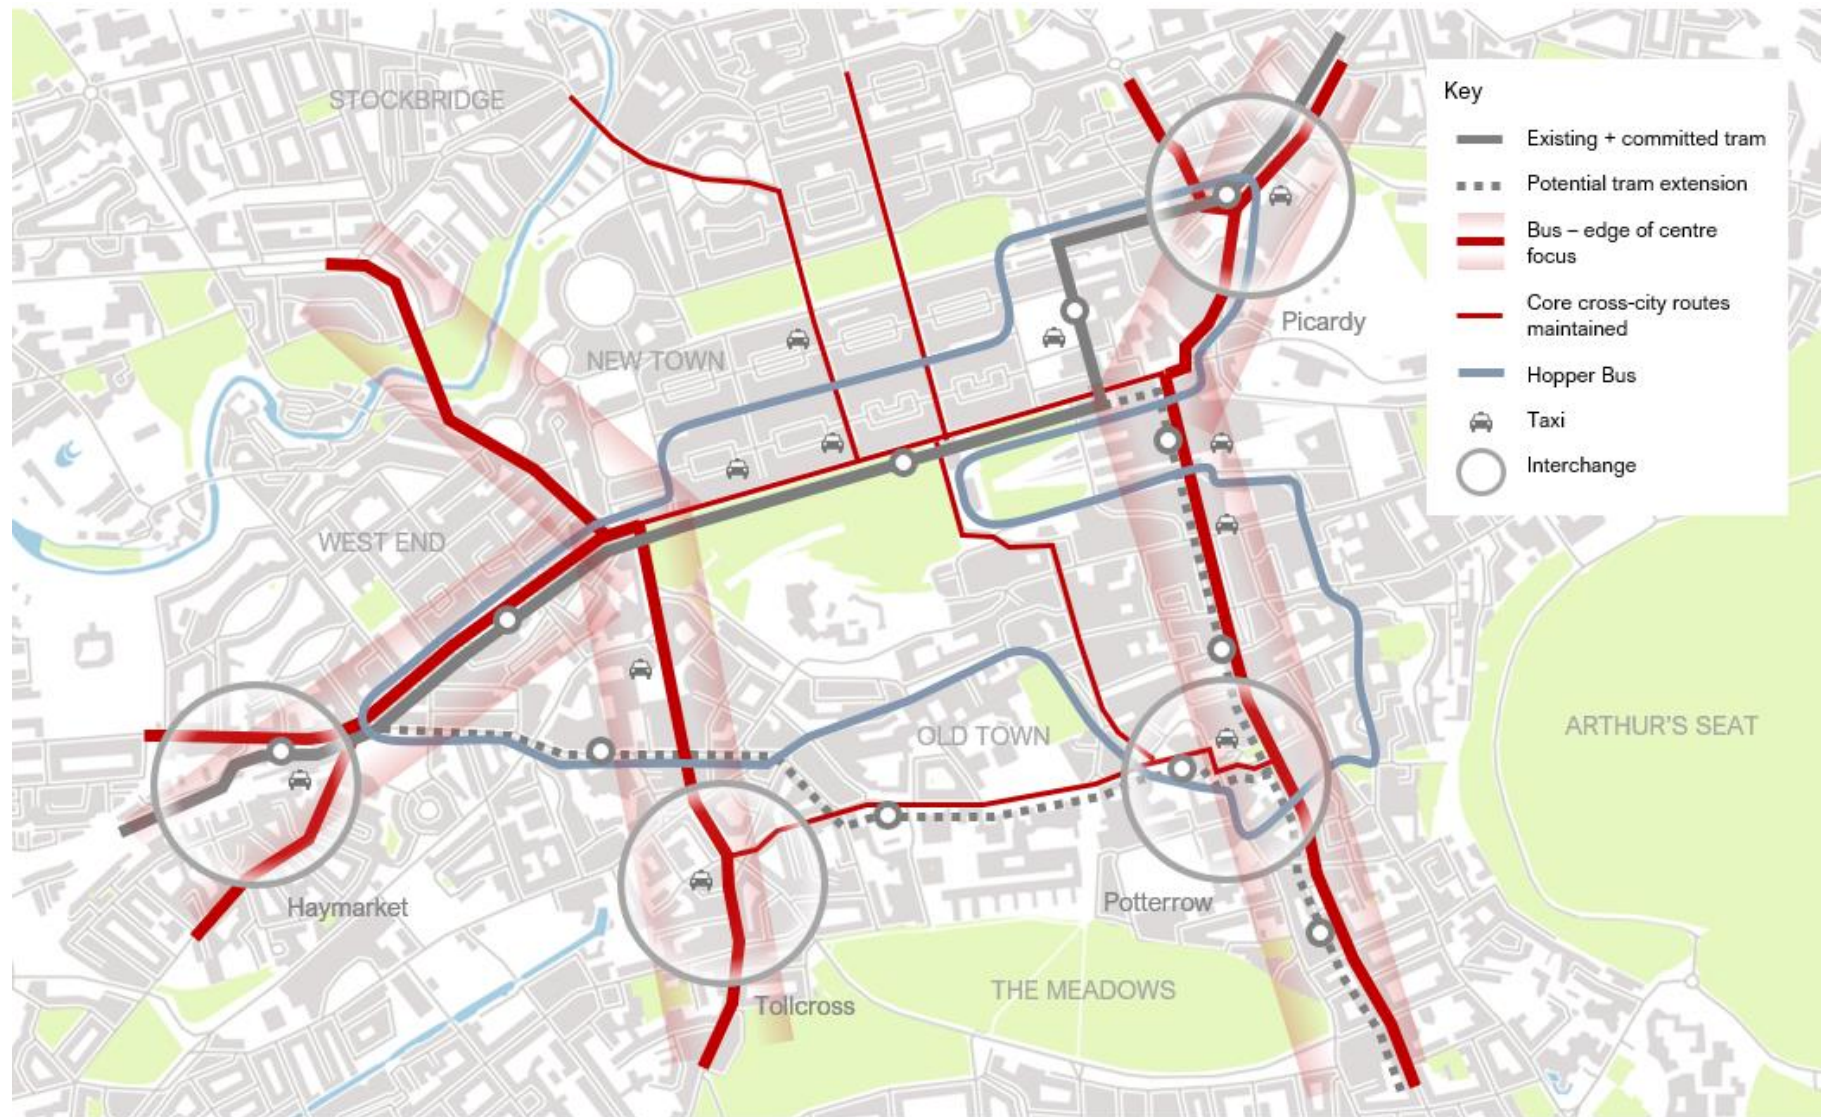 STOCKBRIDGE
Key
Existing + committed tram
Potential tram extension
Bus – edge of centre
focus
Core cross-city routes
maintained
Hopper Bus
Taxi
Interchange
Picardy
NEW TOWN
WEST END
OLD TOWN
ARTHUR'S SEAT
Haymarket
Potterrow
Tollcross
THE MEADOWS